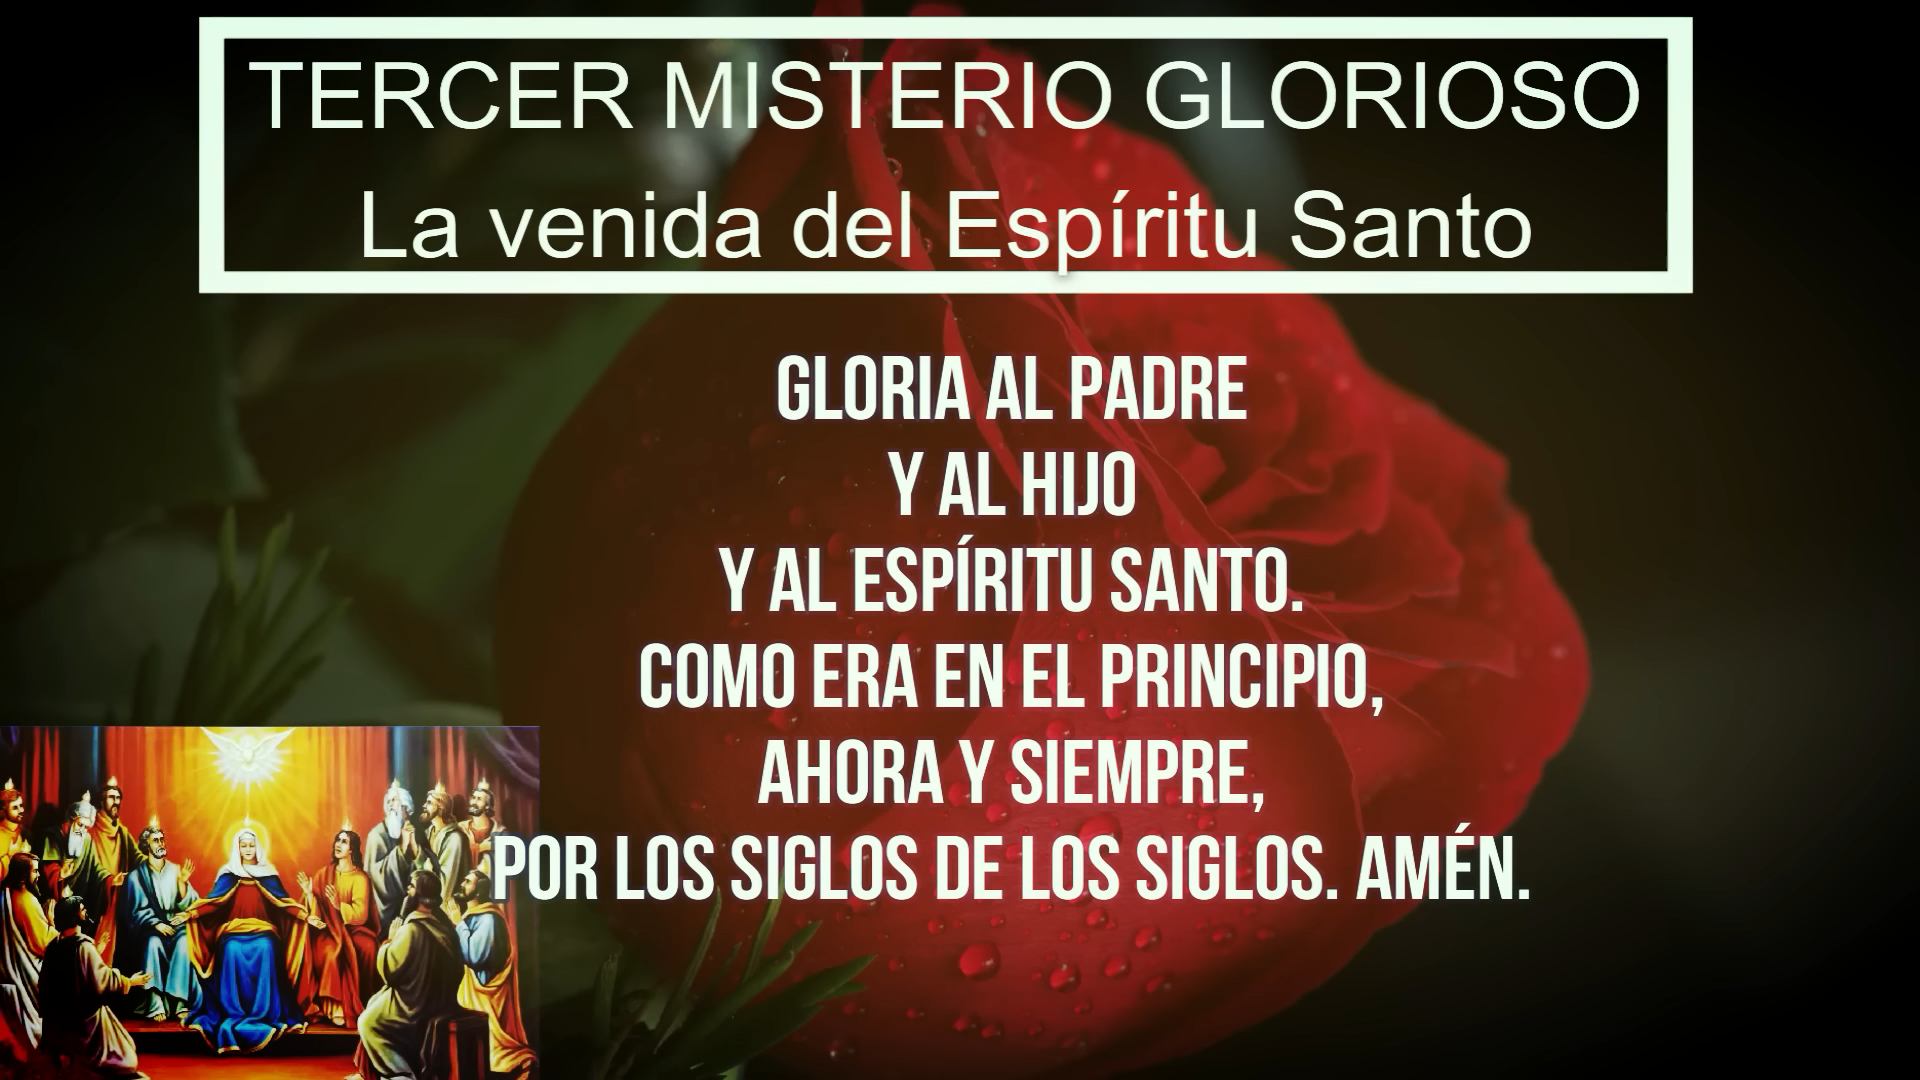 TERCER MISTERIO GLORIOSO
La venida del Espíritu Santo
GLORIA AL PADRE
Y AL HIJO
Y AL ESPÍRITU SANTO.
COMO ERA EN EL PRINCIPIO,
AHORA Y SIEMPRE,
POR LOS SIGLOS DE LOS SIGLOS. AMÉN.